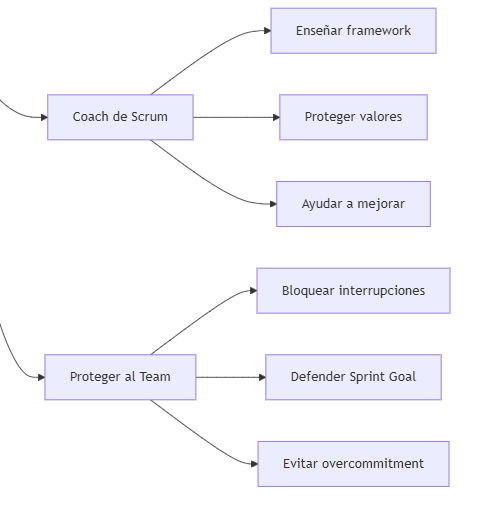 Enseñar framework
Coach de Scrum
Proteger valores
Ayudar a mejorar
Bloquear interrupciones
Proteger al Team
Defender Sprint Goal
Evitar overcommitment